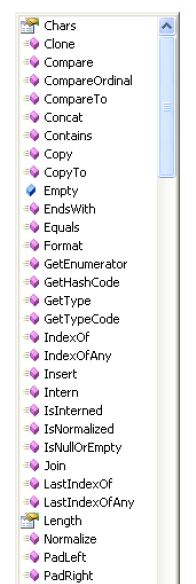 Chars
Clone
Compare
CompareOrdinal
CompareTo
Concat
Contains
Copy
CopyTo
Empty
EndsWith
Equals
Format
GetEnumerator
GetHashCode
GetType
GetTypeCode
IndexOf
IndexOfAny
Insert
Intern
IsInterned
IsNormalized
IsNullOrEmpty
Join
LastIndexOf
LastIndexOfAny
Length
Normalize
PadLeft
PadRight